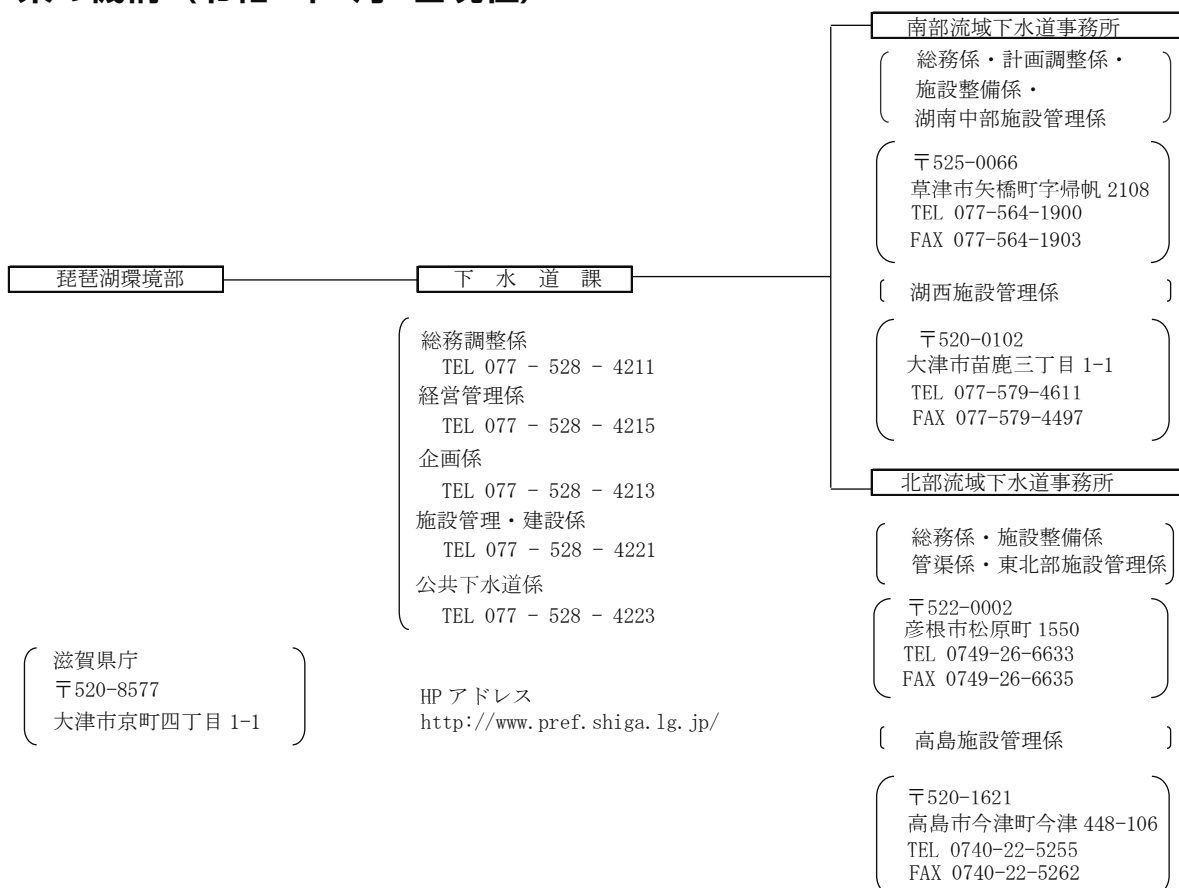 琵琶湖環境部
滋賀県庁
〒520-8577
大津市京町四丁目 1-1
下 水 道 課
総務調整係
TEL 077 - 528 - 4211
経営管理係
TEL 077 - 528 - 4215
企画係
TEL 077 - 528 - 4213
施設管理・建設係
TEL 077 - 528 - 4221
公共下水道係
TEL 077 - 528 - 4223
HP アドレス
http://www.pref.shiga.lg.jp/
南部流域下水道事務所
総務係・計画調整係・
施設整備係・
湖南中部施設管理係
〒525-0066
草津市矢橋町字帰帆 2108
TEL 077-564-1900
FAX 077-564-1903
湖西施設管理係
〒520-0102
大津市苗鹿三丁目 1-1
TEL 077-579-4611
FAX 077-579-4497
北部流域下水道事務所
総務係・施設整備係
管渠係・東北部施設管理係
〒522-0002
彦根市松原町 1550
TEL 0749-26-6633
FAX 0749-26-6635
高島施設管理係
〒520-1621
高島市今津町今津 448-106
TEL 0740-22-5255
FAX 0740-22-5262